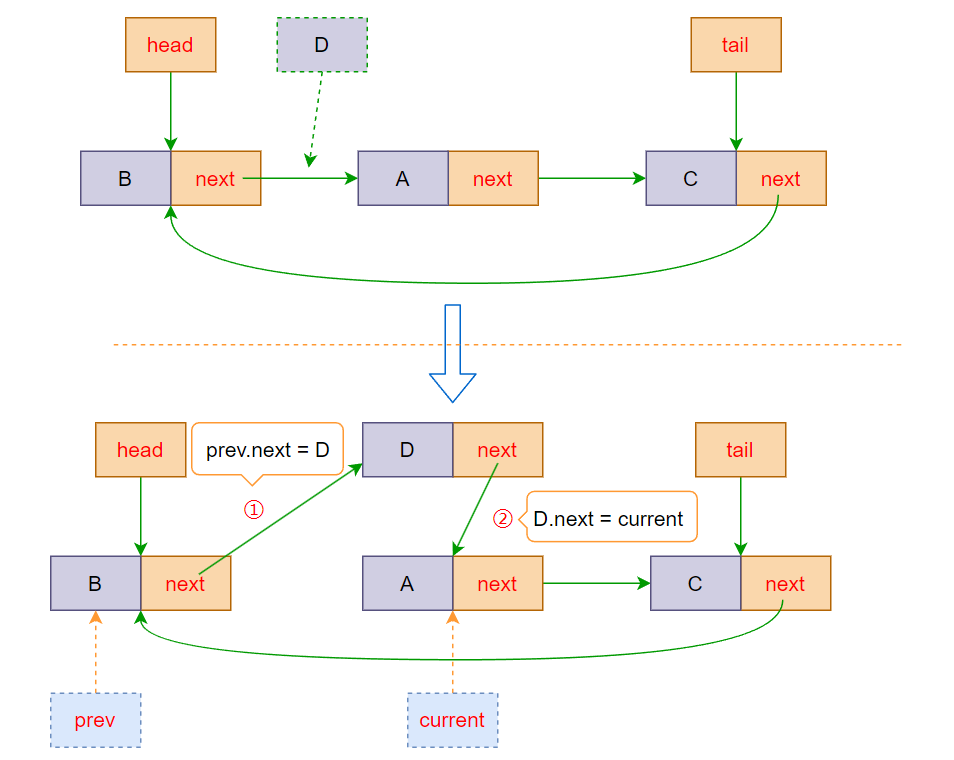 head
D
tail
B next
A next
C next
head
prev.next = D
D next
tail
①
② D.next = current
B next
A next
C next
prev
current